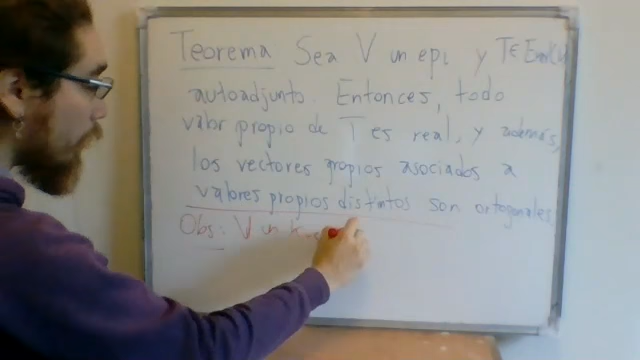 Teorema Sea V un epi y T∈ End(V)
autoadjunto. Entonces, todo
valor propio de T es real, y además,
los vectores propios asociados a
valores propios distintos son ortogonales
Obs: V un